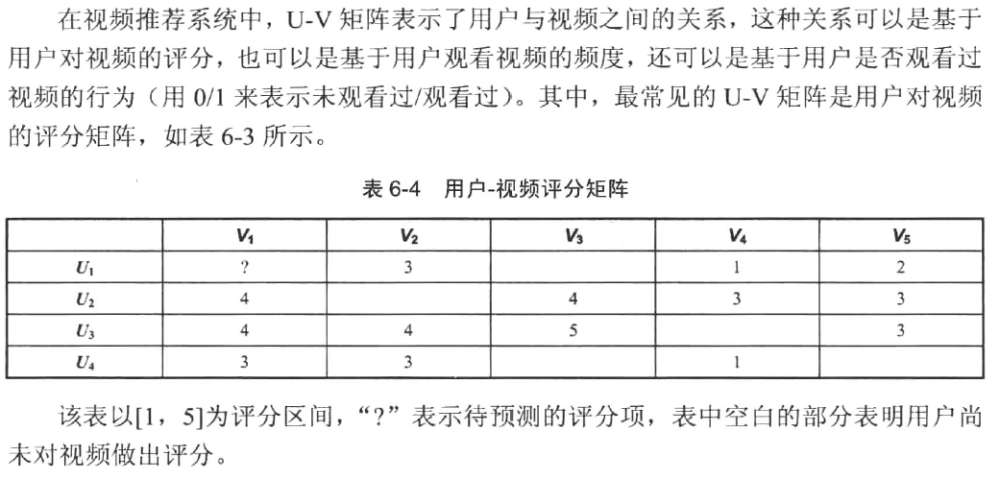 在视频推荐系统中，U-V 矩阵表示了用户与视频之间的关系，这种关系可以是基于
用户对视频的评分，也可以是基于用户观看视频的频度，还可以是基于用户是否观看过
视频的行为（用 0/1 来表示未观看过/观看过）。其中，最常见的 U-V 矩阵是用户对视频
的评分矩阵，如表 6-3 所示。
表 6-4 用户-视频评分矩阵
V₁ V₂ V₃ V₄ V₅
U₁ ? 3 1 2
U₂ 4 4 3 3
U₃ 4 4 5 3
U₄ 3 3 1
该表以[1，5]为评分区间，“?”表示待预测的评分项，表中空白的部分表明用户尚
未对视频做出评分。